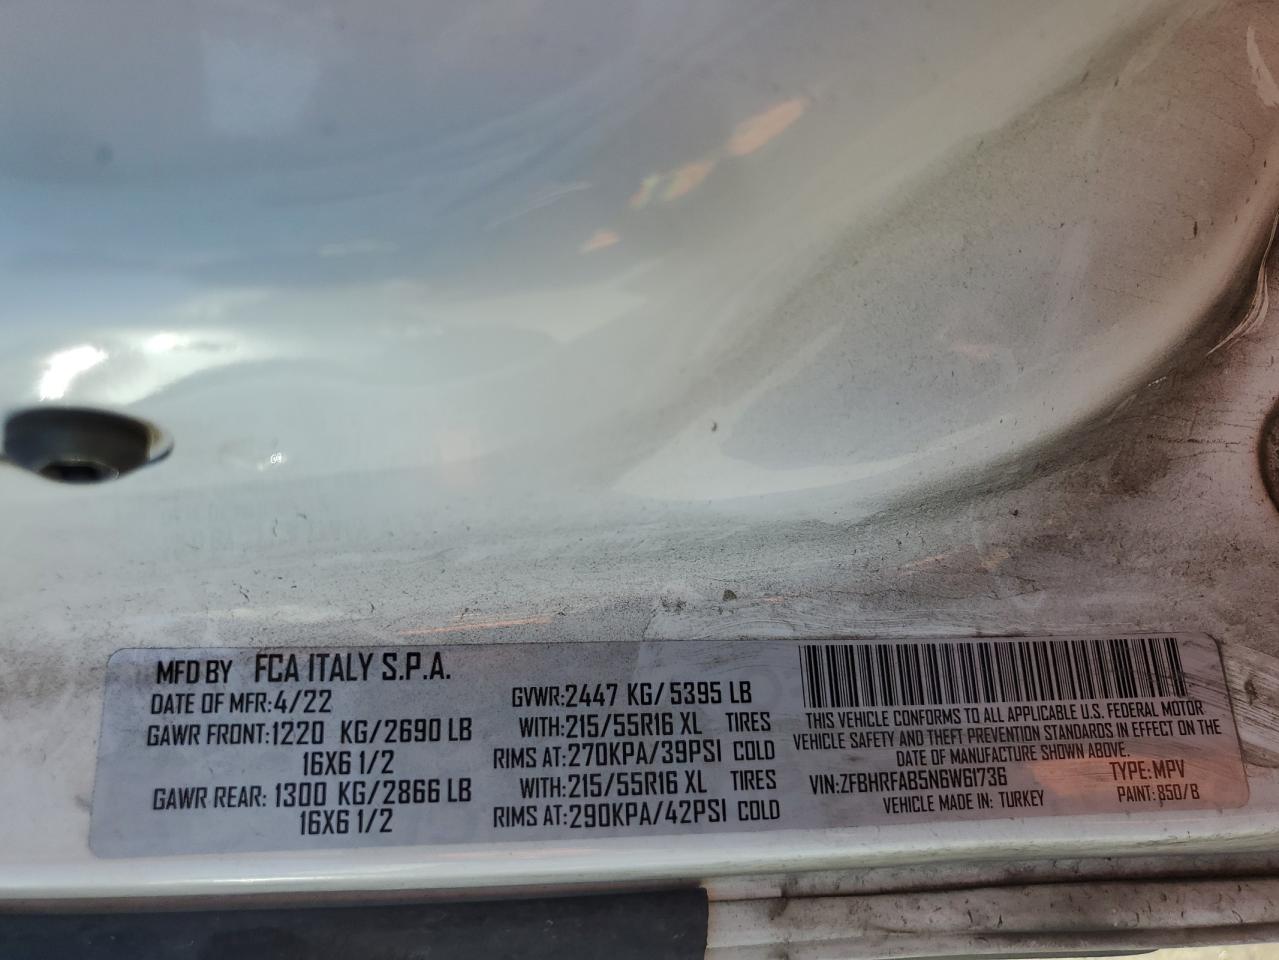 MFD BY FCA ITALY S.P.A.
DATE OF MFR:4/22
GAWR FRONT:1220 KG/2690 LB
16X6 1/2
GAWR REAR: 1300 KG/2866 LB
16X6 1/2
GVWR:2447 KG/5395 LB
WITH:215/55R16 XL TIRES
RIMS AT:270KPA/39PSI COLD
WITH:215/55R16 XL TIRES
RIMS AT:290KPA/42PSI COLD
THIS VEHICLE CONFORMS TO ALL APPLICABLE U.S. FEDERAL MOTOR
VEHICLE SAFETY AND THEFT PREVENTION STANDARDS IN EFFECT ON THE
DATE OF MANUFACTURE SHOWN ABOVE.
VIN:ZFBHRFAB5N6W61736 TYPE:MPV
VEHICLE MADE IN: TURKEY PAINT: 850/B